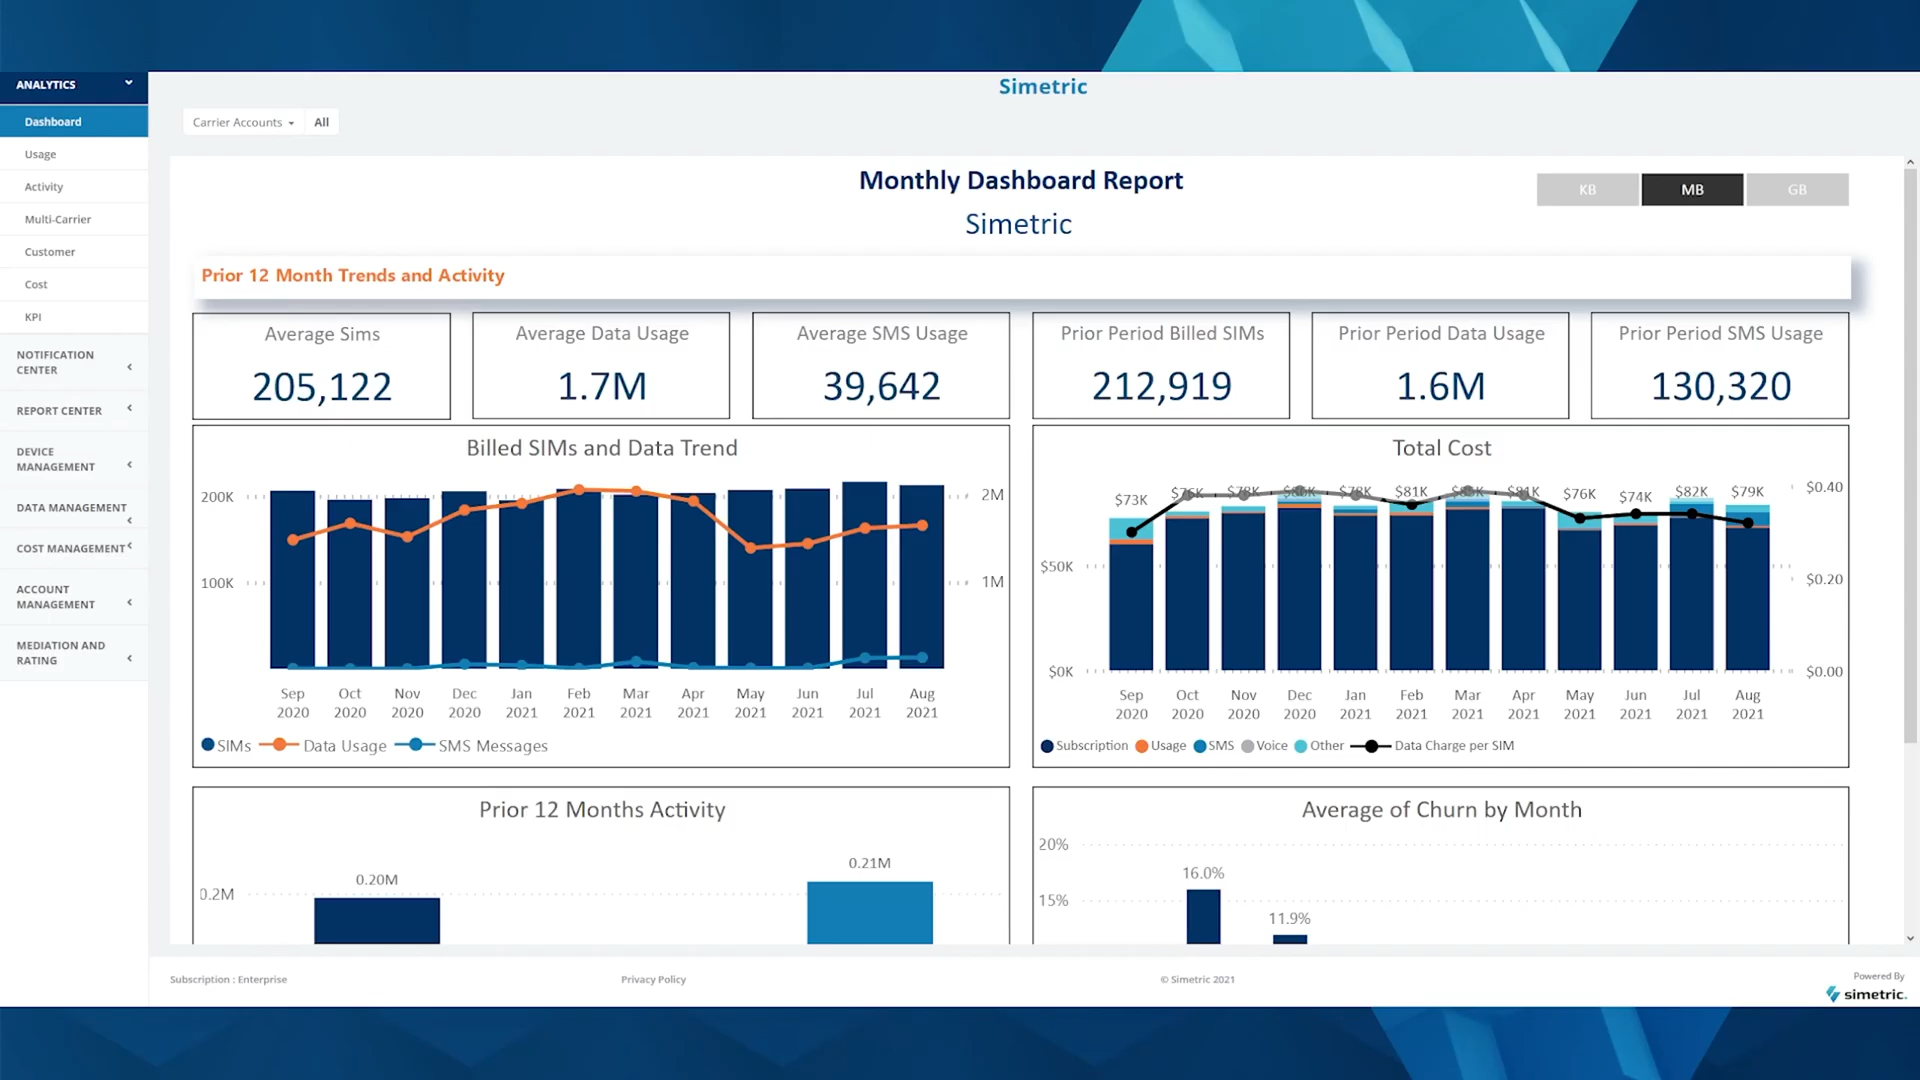 Simetric
ANALYTICS
Dashboard
Usage
Activity
Multi-Carrier
Customer
Cost
KPI
NOTIFICATION
CENTER
REPORT CENTER
DEVICE
MANAGEMENT
DATA MANAGEMENT
COST MANAGEMENT
ACCOUNT
MANAGEMENT
MEDIATION AND
RATING
Carrier Accounts All
Monthly Dashboard Report
Simetric
KB MB GB
Prior 12 Month Trends and Activity
Average Sims
205,122
Average Data Usage
1.7M
Average SMS Usage
39,642
Prior Period Billed SIMs
212,919
Prior Period Data Usage
1.6M
Prior Period SMS Usage
130,320
Billed SIMs and Data Trend
200K 2M
100K 1M
Sep Oct Nov Dec Jan Feb Mar Apr May Jun Jul Aug
2020 2020 2020 2020 2021 2021 2021 2021 2021 2021 2021 2021
SIMs Data Usage SMS Messages
Total Cost
$73K $76K $78K $78K $81K $81K $76K $74K $82K $79K
$0.40
$50K
$0.20
$0K $0.00
Sep Oct Nov Dec Jan Feb Mar Apr May Jun Jul Aug
2020 2020 2020 2020 2021 2021 2021 2021 2021 2021 2021 2021
Subscription Usage SMS Voice Other Data Charge per SIM
Prior 12 Months Activity
0.21M
0.20M
0.2M
Average of Churn by Month
20%
16.0%
15%
11.9%
Subscription : Enterprise
Privacy Policy
© Simetric 2021
Powered By
simetric.